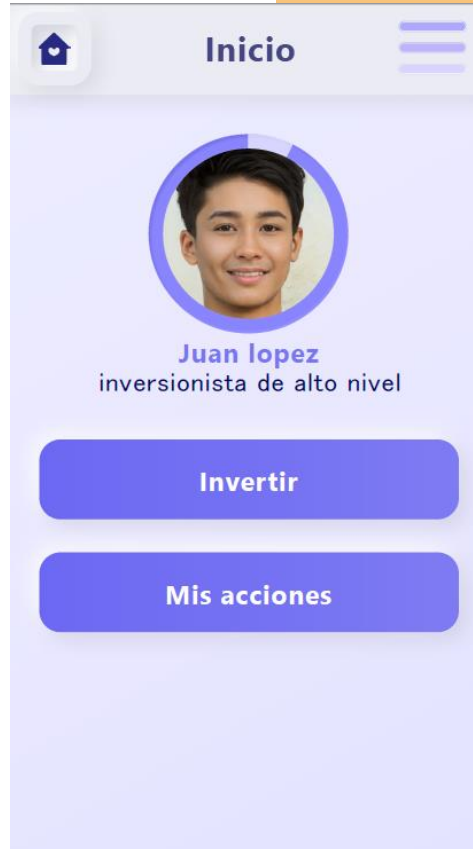 Inicio
Juan lopez
inversionista de alto nivel
Invertir
Mis acciones